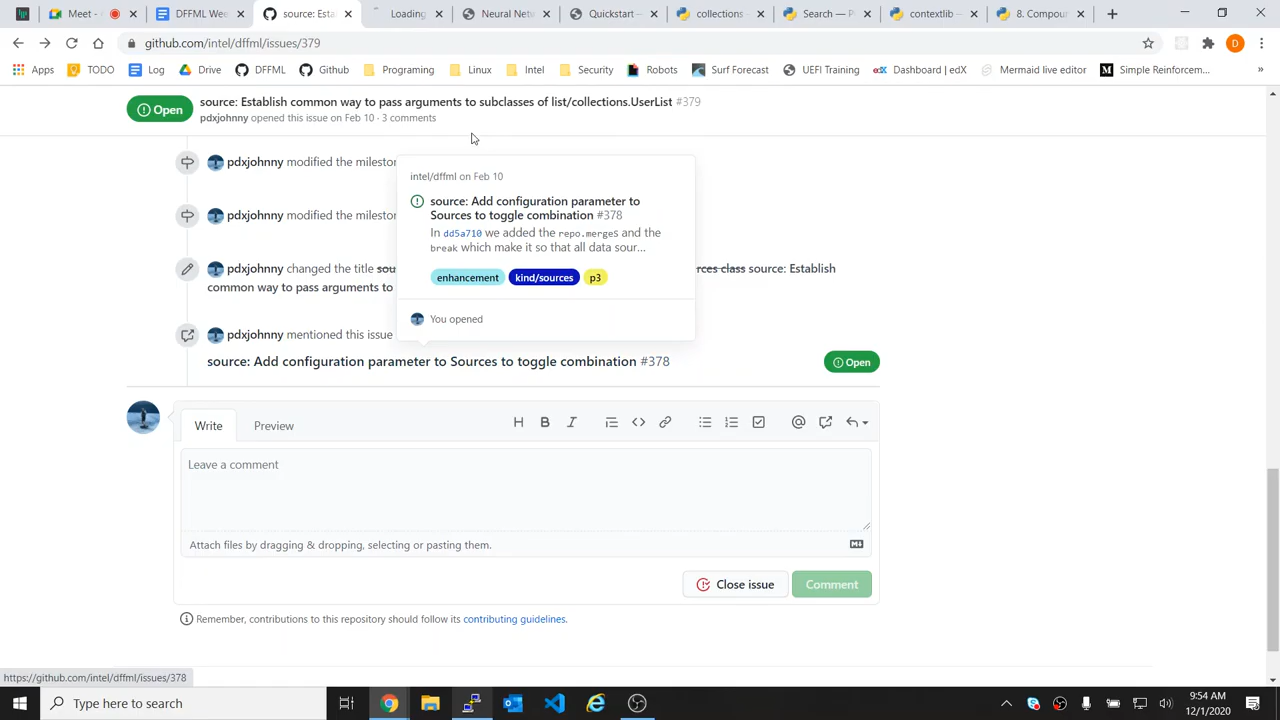 Meet -
DFFML Wee
source: Esta
Loading
Neural Netw
Quickstart —
collections -
Search — P
contextlib —
8. Compoun
github.com/intel/dffml/issues/379
Apps
TODO
Log
Drive
DFFML
Github
Programing
Linux
Intel
Security
Robots
Surf Forecast
UEFI Training
Dashboard | edX
Mermaid live editor
Simple Reinforcem...
Open
source: Establish common way to pass arguments to subclasses of list/collections.UserList #379
pdxjohnny opened this issue on Feb 10 · 3 comments
pdxjohnny modified the milestor
pdxjohnny modified the milestor
intel/dffml on Feb 10
source: Add configuration parameter to
Sources to toggle combination #378
In dd5a710 we added the repo.merges and the
break which make it so that all data sour...
enhancement
kind/sources
p3
You opened
pdxjohnny changed the title sou
rces class source: Establish
common way to pass arguments to
pdxjohnny mentioned this issue
source: Add configuration parameter to Sources to toggle combination #378
Open
Write
Preview
Leave a comment
Attach files by dragging & dropping, selecting or pasting them.
Close issue
Comment
Remember, contributions to this repository should follow its contributing guidelines.
https://github.com/intel/dffml/issues/378
Type here to search
9:54 AM
12/1/2020